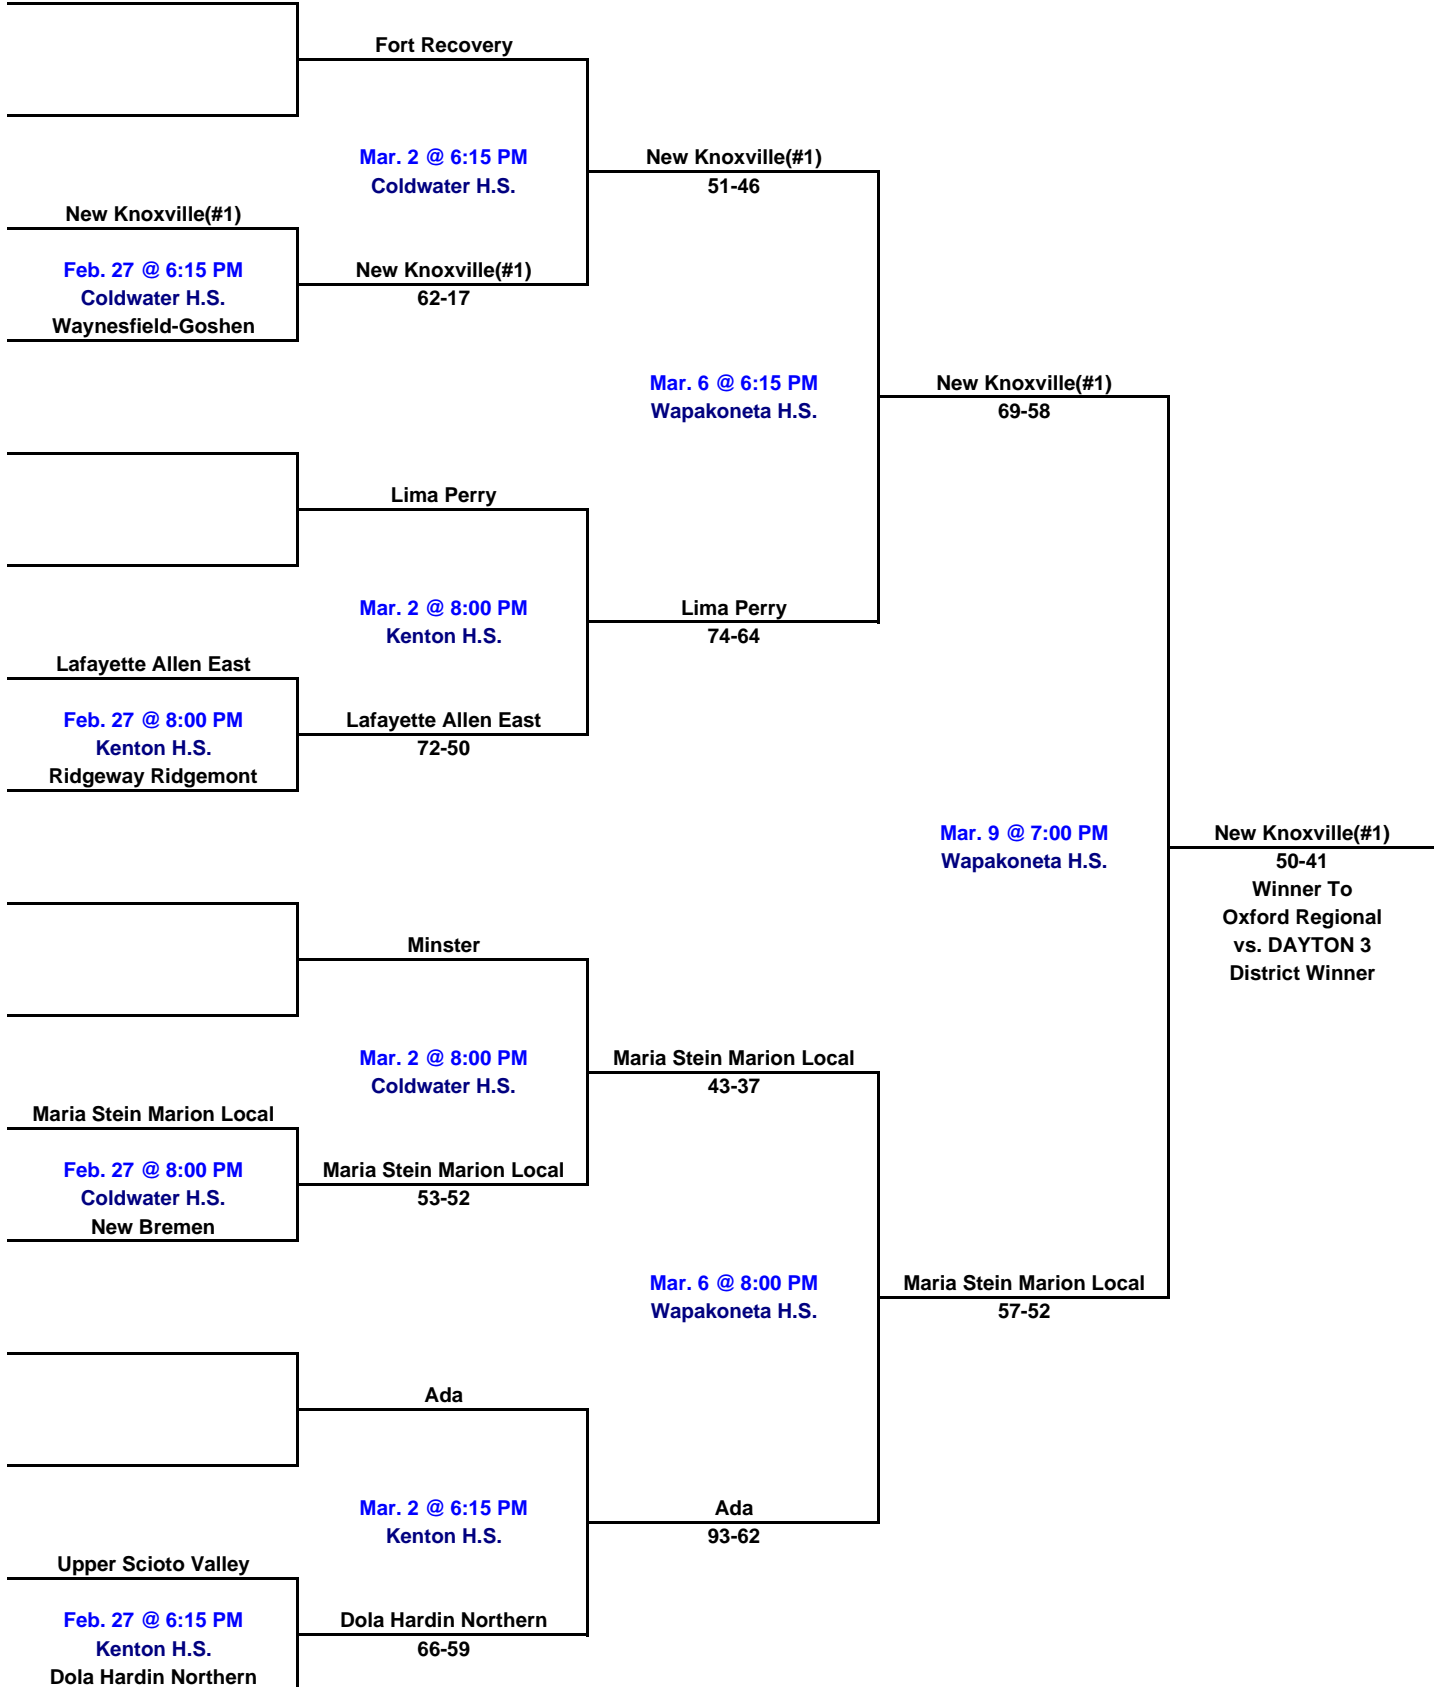 Fort Recovery
Mar. 2 @ 6:15 PM
Coldwater H.S.
New Knoxville(#1)
51-46
New Knoxville(#1)
Feb. 27 @ 6:15 PM
Coldwater H.S.
Waynesfield-Goshen
New Knoxville(#1)
62-17
Mar. 6 @ 6:15 PM
Wapakoneta H.S.
New Knoxville(#1)
69-58
Lima Perry
Mar. 2 @ 8:00 PM
Kenton H.S.
Lima Perry
74-64
Lafayette Allen East
Feb. 27 @ 8:00 PM
Kenton H.S.
Ridgeway Ridgemont
Lafayette Allen East
72-50
Mar. 9 @ 7:00 PM
Wapakoneta H.S.
New Knoxville(#1)
50-41
Winner To
Oxford Regional
vs. DAYTON 3
District Winner
Minster
Mar. 2 @ 8:00 PM
Coldwater H.S.
Maria Stein Marion Local
43-37
Maria Stein Marion Local
Feb. 27 @ 8:00 PM
Coldwater H.S.
New Bremen
Maria Stein Marion Local
53-52
Mar. 6 @ 8:00 PM
Wapakoneta H.S.
Maria Stein Marion Local
57-52
Ada
Mar. 2 @ 6:15 PM
Kenton H.S.
Ada
93-62
Upper Scioto Valley
Feb. 27 @ 6:15 PM
Kenton H.S.
Dola Hardin Northern
Dola Hardin Northern
66-59